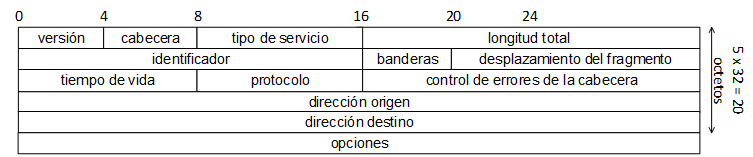 0 4 8 16 20 24
versión cabecera tipo de servicio longitud total
identificador banderas desplazamiento del fragmento
tiempo de vida protocolo control de errores de la cabecera
dirección origen
dirección destino
opciones
5 x 32 = 20
octetos